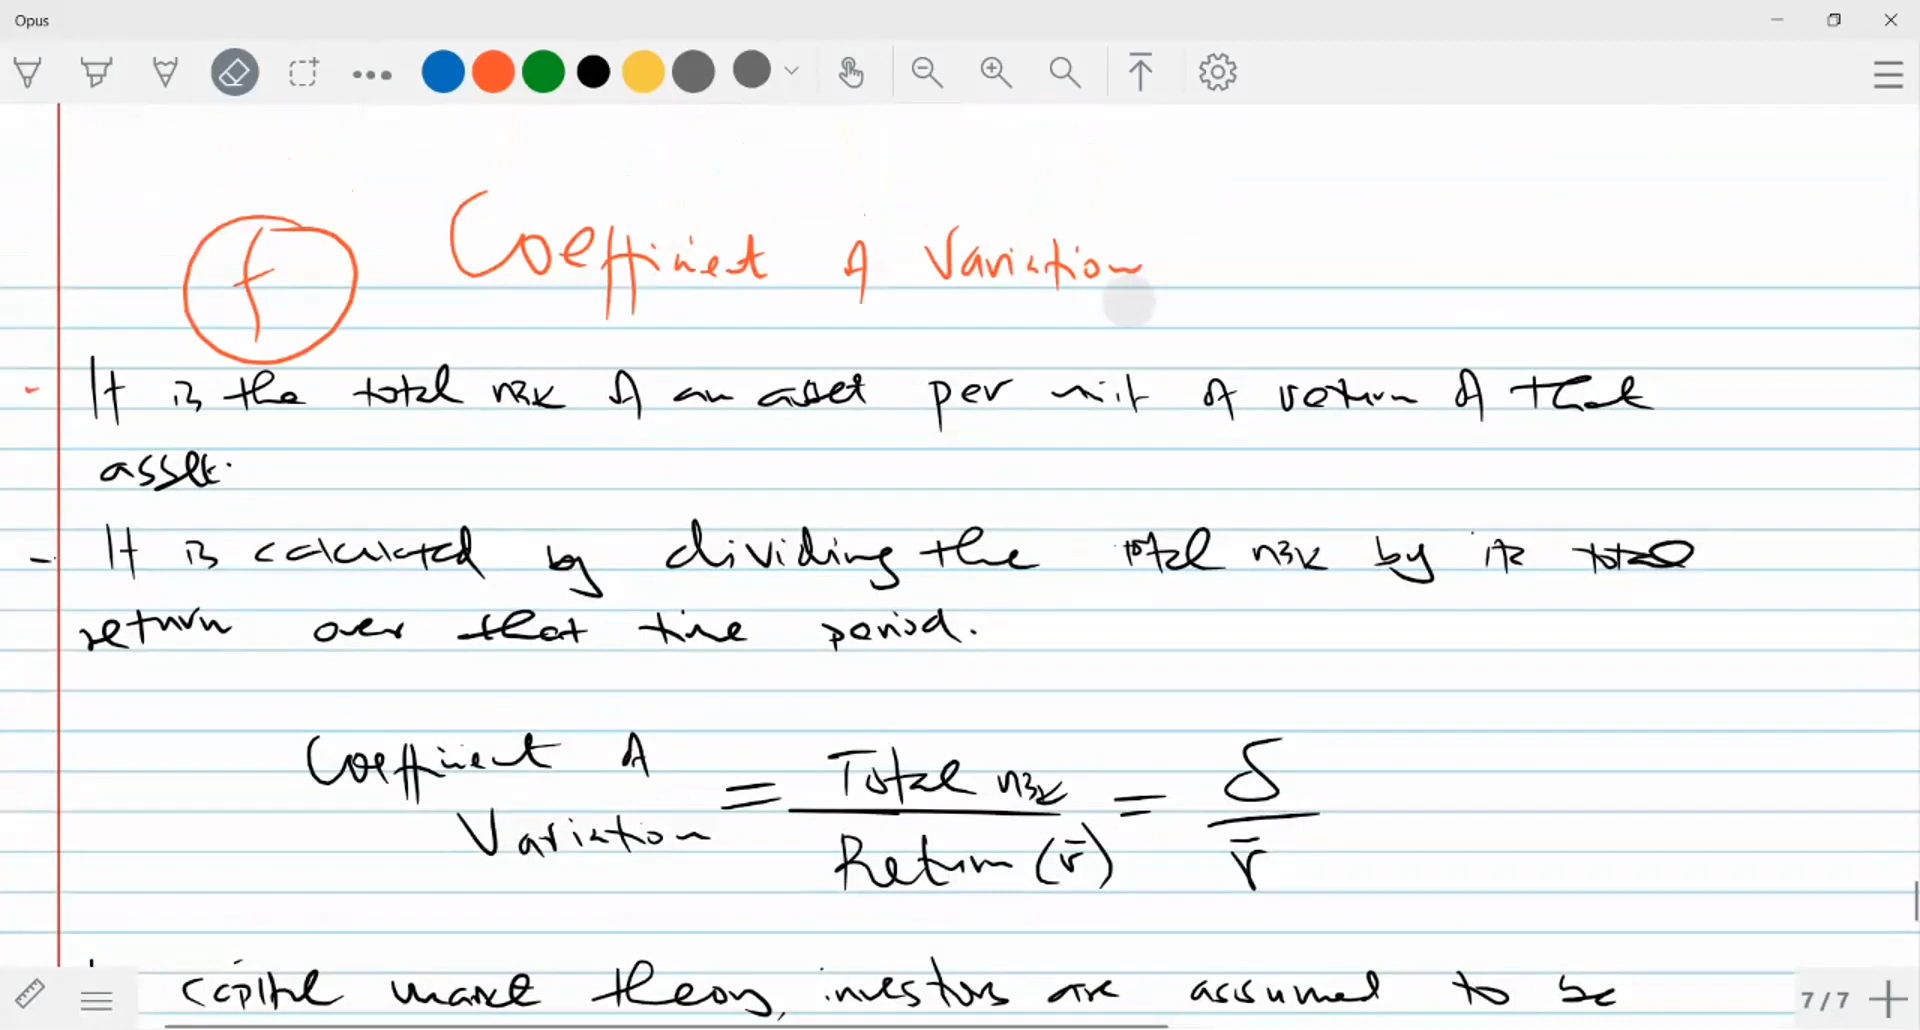 Opus
f Coefficient of Variation
- It is the total risk of an asset per unit of return of that
asset.
- It is calculated by dividing the total risk by its total
return over that time period.
Coefficient of Variation = Total risk / Return (r̄) = δ / r̄
capital market theory, investors are assumed to be
7 / 7